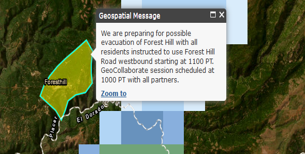 Geospatial Message
We are preparing for possible
evacuation of Forest Hill with all
residents instructed to use Forest Hill
Road westbound starting at 1100 PT.
GeoCollaborate session scheduled at
1000 PT with all partners.
Zoom to
Foresthill
Placer
El Dorado